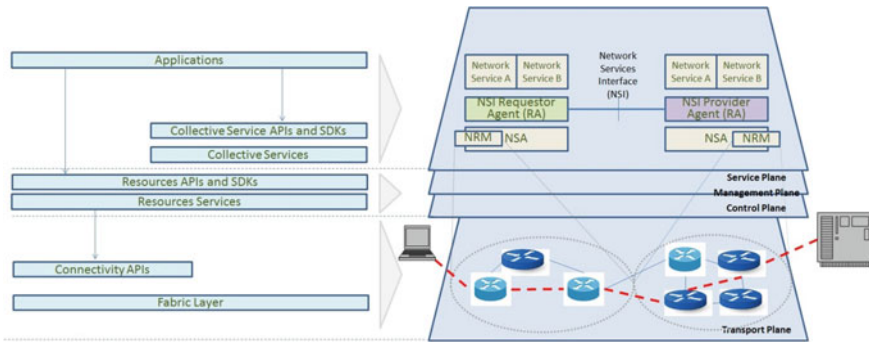 Applications
Collective Service APIs and SDKs
Collective Services
Resources APIs and SDKs
Resources Services
Connectivity APIs
Fabric Layer
Network
Service A
Network
Service B
Network
Services
Interface
(NSI)
Network
Service A
Network
Service B
NSI Requestor
Agent (RA)
NSI Provider
Agent (RA)
NRM
NSA
NSA
NRM
Service Plane
Management Plane
Control Plane
Transport Plane